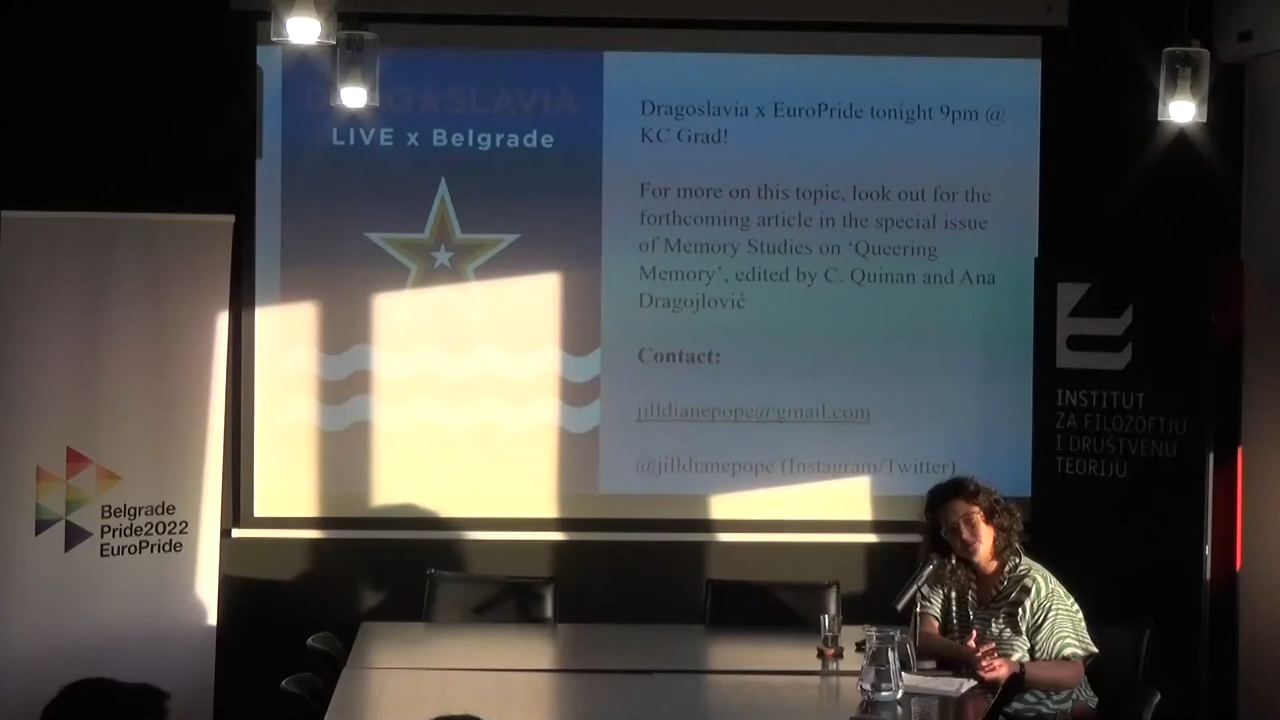 DRAGOSLAVIA
LIVE x Belgrade
Dragoslavia x EuroPride tonight 9pm @
KC Grad!
For more on this topic, look out for the
forthcoming article in the special issue
of Memory Studies on ‘Queering
Memory’, edited by C. Quinan and Ana
Dragojlović
Contact:
jilldianepope@gmail.com
@jilldianepope (Instagram/Twitter)
Belgrade
Pride2022
EuroPride
INSTITUT
ZA FILOZOFIJU
I DRUŠTVENU
TEORIJU